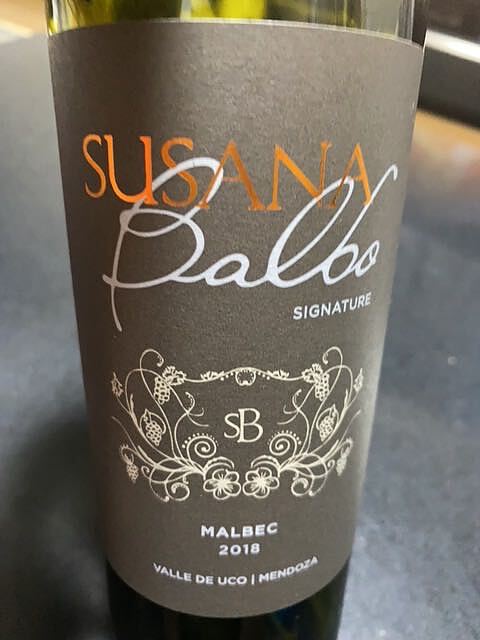 SUSANA
Balbo
SIGNATURE
SB
MALBEC
2018
VALLE DE UCO | MENDOZA